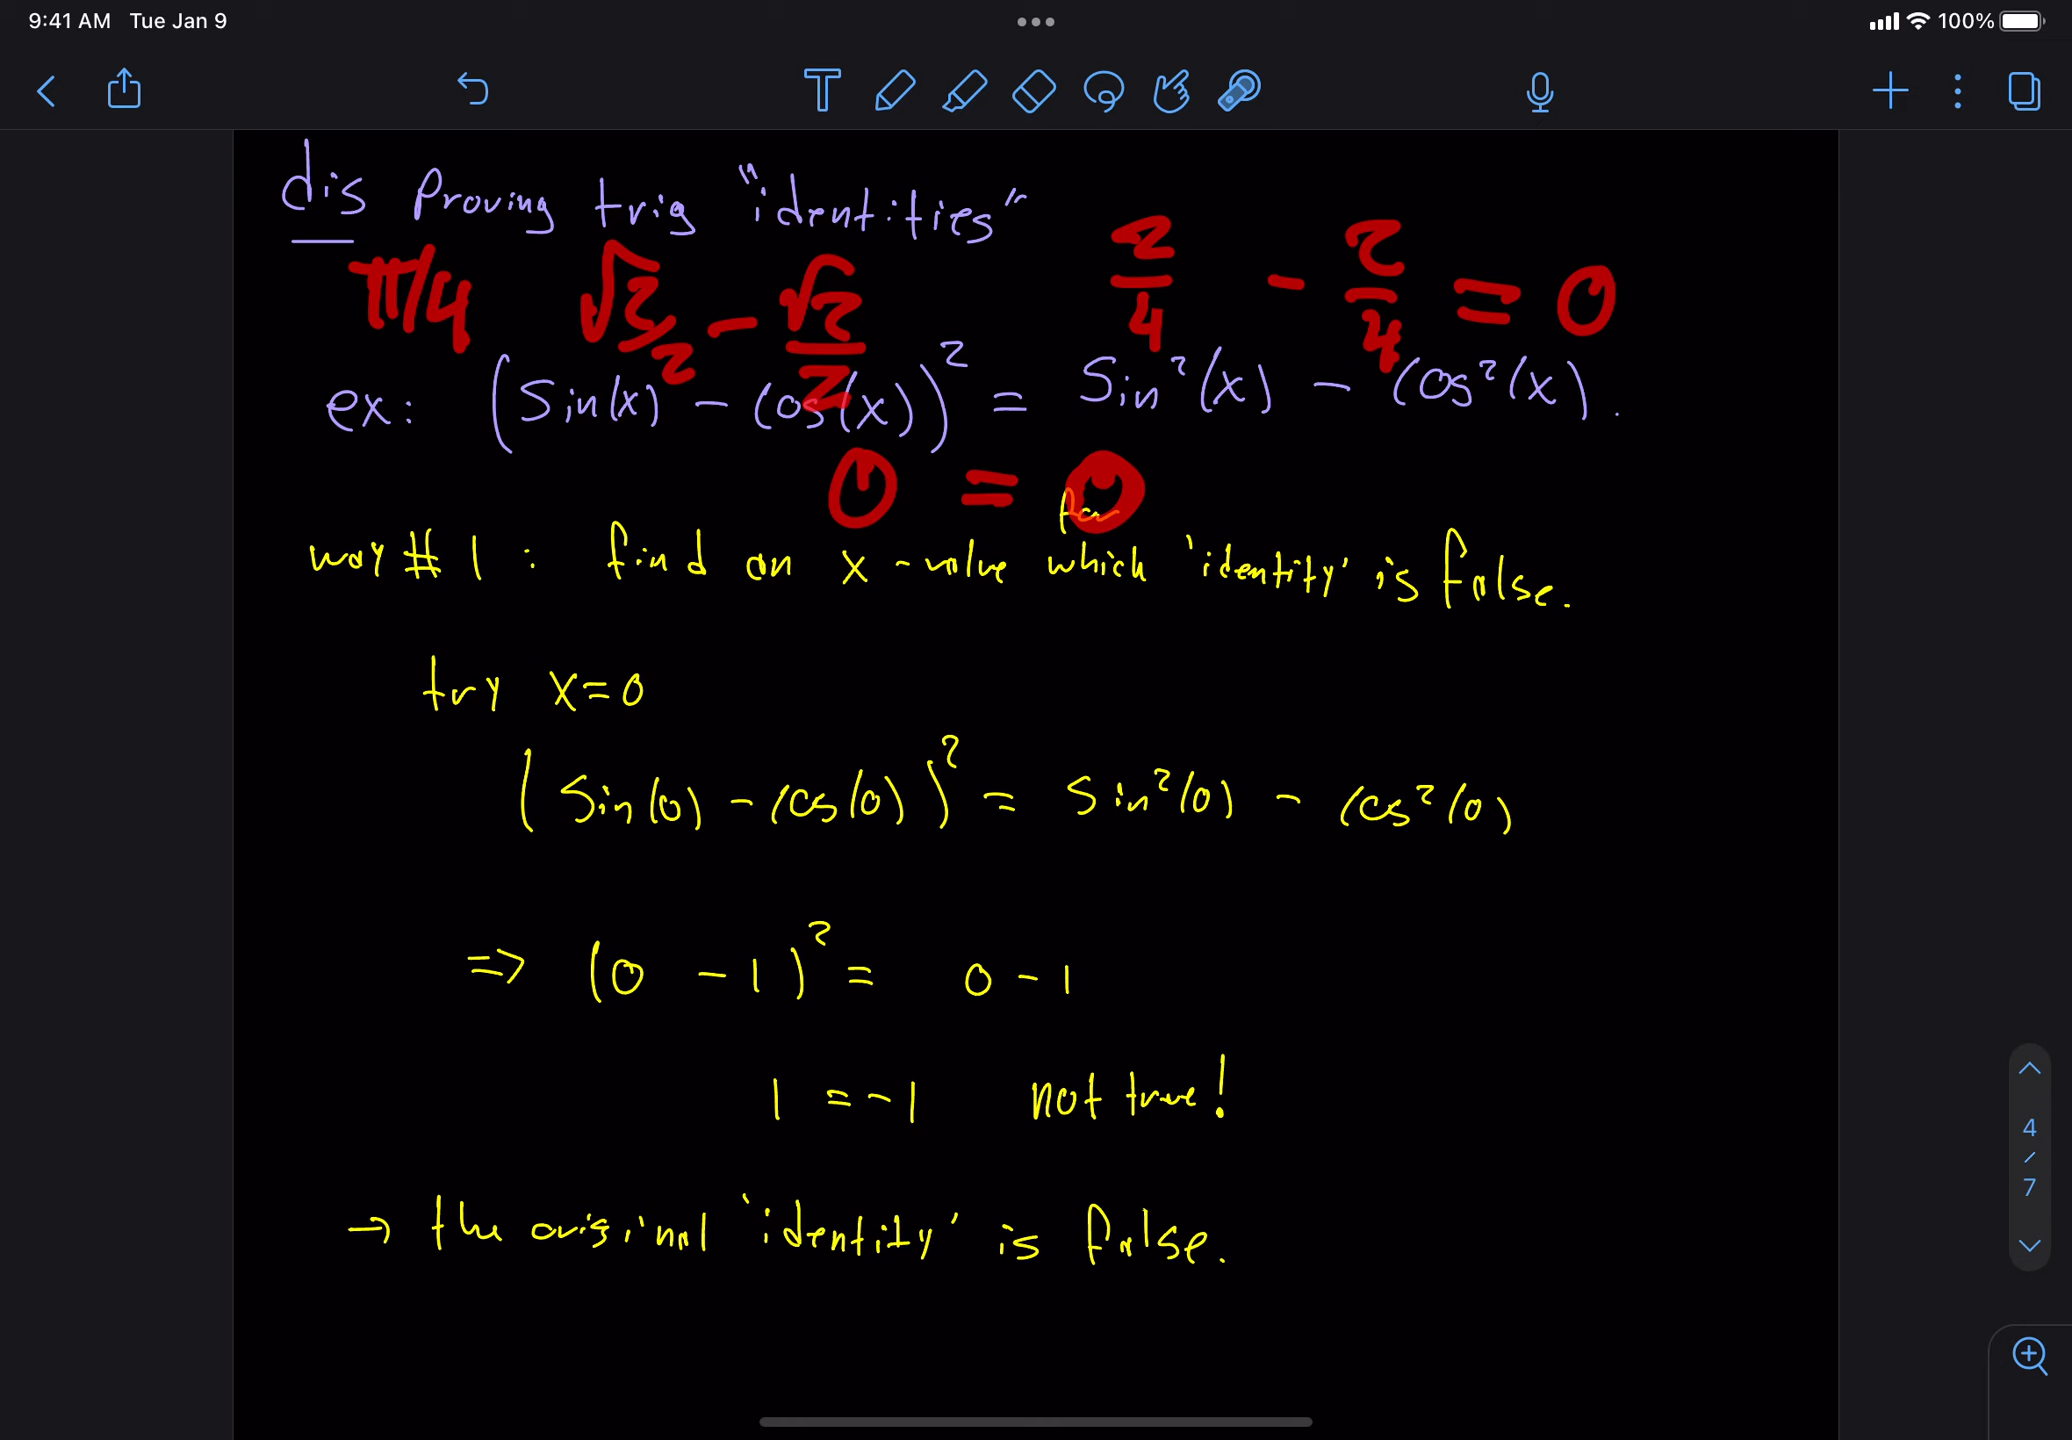 9:41 AM Tue Jan 9
100%
dis Proving trig "identities"
π/4 √2/2 - √2/2 2/4 - 2/4 = 0
ex: (Sin(x) - Cos(x))² = Sin²(x) - Cos²(x).
0 = 0
for
way #1 : find an x-value which 'identity' is false.
try x=0
(Sin(0) - Cos(0))² = Sin²(0) - Cos²(0)
=> (0 - 1)² = 0 - 1
1 = -1 not true!
→ the original 'identity' is false.
4
/
7